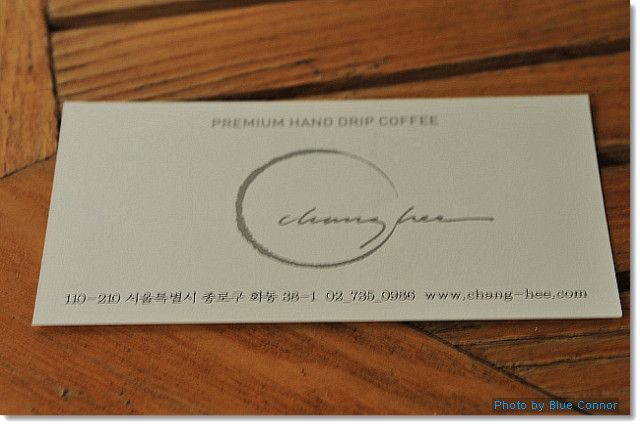 PREMIUM HAND DRIP COFFEE
chang hee
110-210 서울특별시 종로구 화동 38-1 02_735_0986 www.chang-hee.com
Photo by Blue Connor